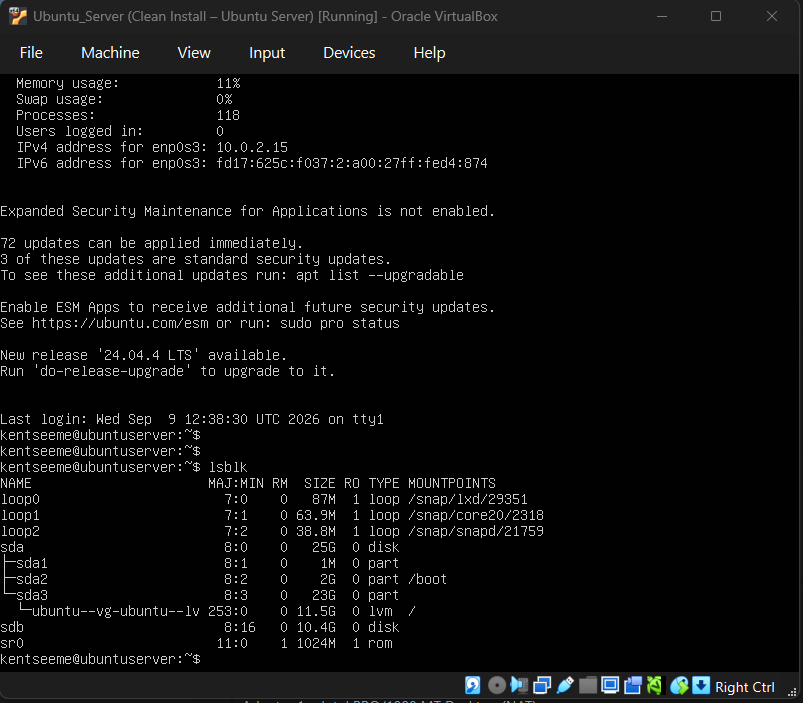 Ubuntu_Server (Clean Install – Ubuntu Server) [Running] - Oracle VirtualBox
File Machine View Input Devices Help
Memory usage: 11%
Swap usage: 0%
Processes: 118
Users logged in: 0
IPv4 address for enp0s3: 10.0.2.15
IPv6 address for enp0s3: fd17:625c:f037:2:a00:27ff:fed4:874
Expanded Security Maintenance for Applications is not enabled.
72 updates can be applied immediately.
3 of these updates are standard security updates.
To see these additional updates run: apt list --upgradable
Enable ESM Apps to receive additional future security updates.
See https://ubuntu.com/esm or run: sudo pro status
New release '24.04.4 LTS' available.
Run 'do-release-upgrade' to upgrade to it.
Last login: Wed Sep  9 12:38:30 UTC 2026 on tty1
kentseeme@ubuntuserver:~$
kentseeme@ubuntuserver:~$
kentseeme@ubuntuserver:~$ lsblk
NAME MAJ:MIN RM SIZE RO TYPE MOUNTPOINTS
loop0 7:0 0 87M 1 loop /snap/lxd/29351
loop1 7:1 0 63.9M 1 loop /snap/core20/2318
loop2 7:2 0 38.8M 1 loop /snap/snapd/21759
sda 8:0 0 25G 0 disk
├─sda1 8:1 0 1M 0 part
├─sda2 8:2 0 2G 0 part /boot
└─sda3 8:3 0 23G 0 part
└─ubuntu--vg-ubuntu--lv 253:0 0 11.5G 0 lvm /
sdb 8:16 0 10.4G 0 disk
sr0 11:0 1 1024M 1 rom
kentseeme@ubuntuserver:~$
Right Ctrl